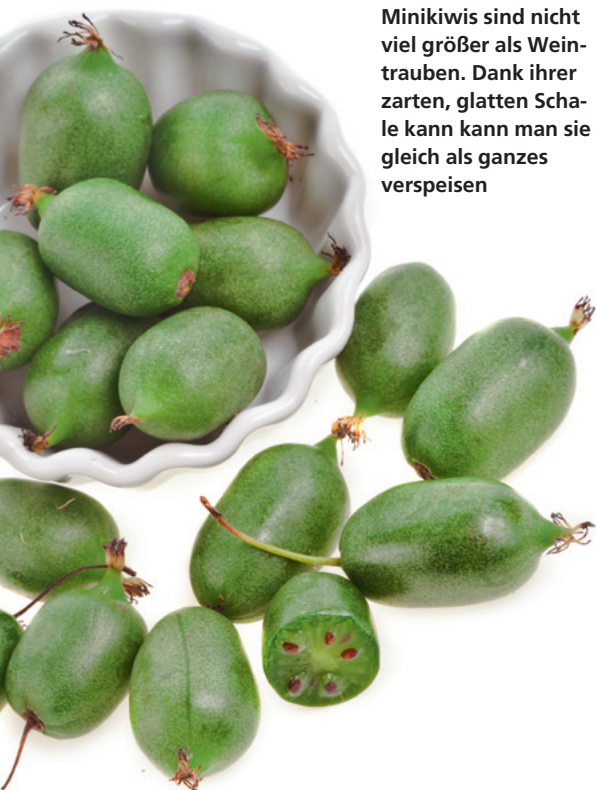 Minikiwis sind nicht
viel größer als Wein-
trauben. Dank ihrer
zarten, glatten Scha-
le kann kann man sie
gleich als ganzes
verspeisen